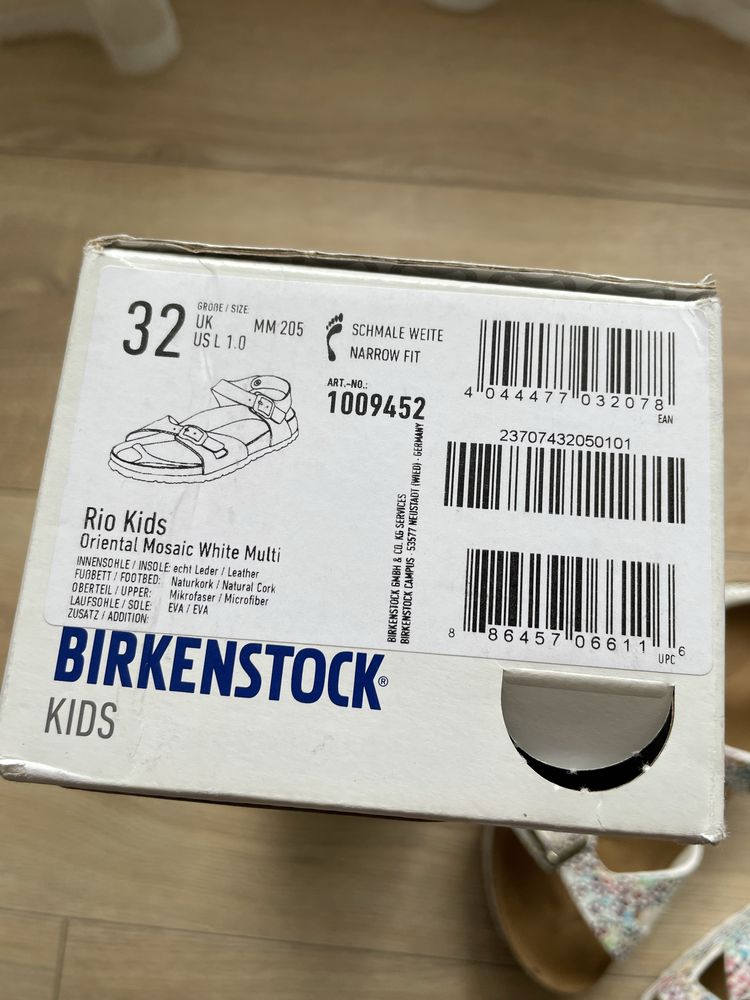 32
GRÖßE / SIZE:
UK
US L 1.0
MM 205
SCHMALE WEITE
NARROW FIT
ART.-NO.:
1009452
4 044477 032078
EAN
23707432050101
8 86457 06611 6
UPC
BIRKENSTOCK GMBH & CO. KG SERVICES
BIRKENSTOCK CAMPUS · 53577 NEUSTADT (WIED) · GERMANY
Rio Kids
Oriental Mosaic White Multi
INNENSOHLE / INSOLE: echt Leder / Leather
FUßBETT / FOOTBED: Naturkork / Natural Cork
OBERTEIL / UPPER: Mikrofaser / Microfiber
LAUFSOHLE / SOLE: EVA / EVA
ZUSATZ / ADDITION:
BIRKENSTOCK®
KIDS